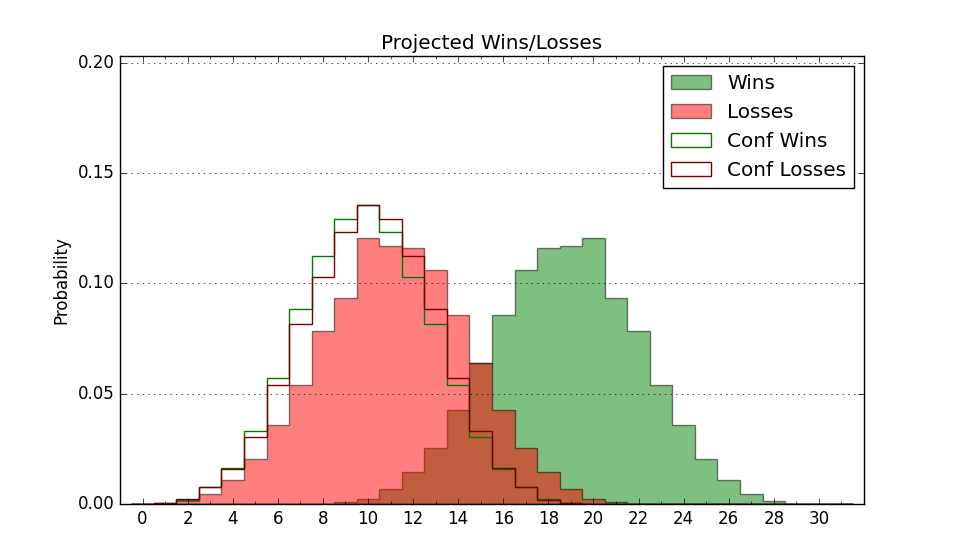 Projected Wins/Losses
Wins
Losses
Conf Wins
Conf Losses
Probability
0.20
0.15
0.10
0.05
0.00
0 2 4 6 8 10 12 14 16 18 20 22 24 26 28 30